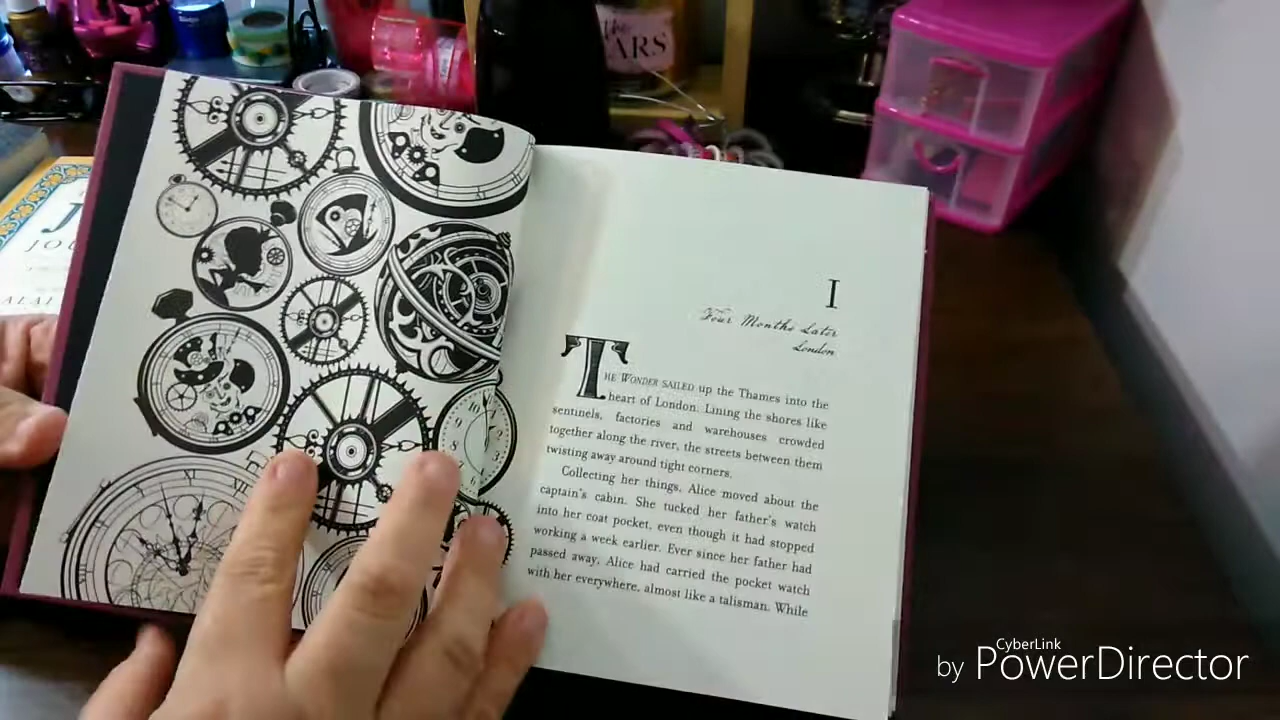 the
I
Four Months Later
London
THE WONDER SAILED up the Thames into the
heart of London. Lining the shores like
sentinels, factories and warehouses crowded
together along the river, the streets between them
twisting away around tight corners.
Collecting her things, Alice moved about the
captain's cabin. She tucked her father's watch
into her coat pocket, even though it had stopped
working a week earlier. Ever since her father had
passed away, Alice had carried the pocket watch
with her everywhere, almost like a talisman. While
CyberLink
by PowerDirector